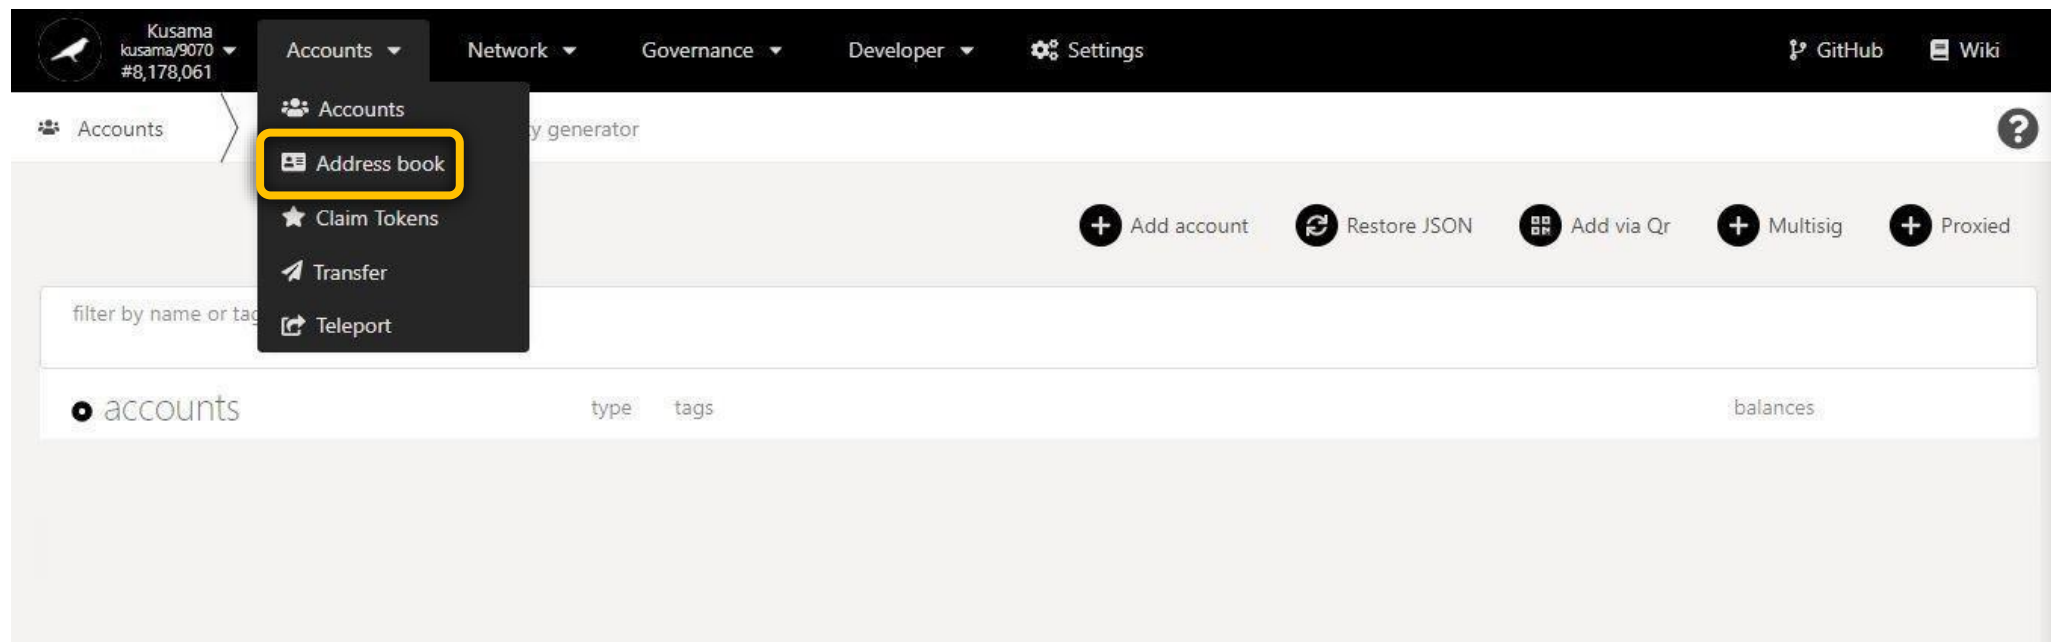 Kusama
kusama/9070
#8,178,061
Accounts
Network
Governance
Developer
Settings
GitHub
Wiki
Accounts
generator
Accounts
Address book
Claim Tokens
Transfer
Teleport
Add account
Restore JSON
Add via Qr
Multisig
Proxied
filter by name or tag
accounts
type
tags
balances